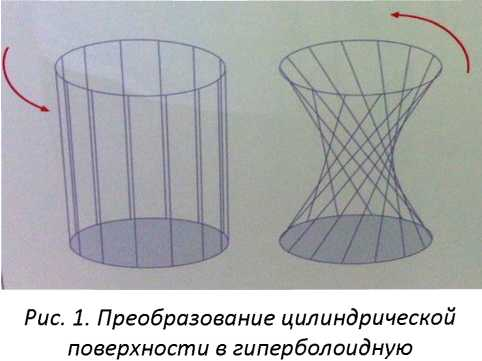 Рис. 1. Преобразование цилиндрической
поверхности в гиперболоидную